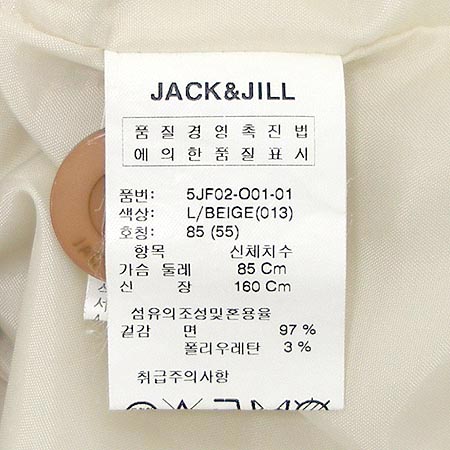 JACK&JILL
품질경영촉진법
에의한품질표시
품번: 5JF02-O01-01
색상: L/BEIGE(013)
호칭: 85 (55)
항목 신체치수
가슴 둘레 85 Cm
신 장 160 Cm
섬유의조성및혼용율
겉감 면 97 %
폴리우레탄 3 %
취급주의사항
JACK